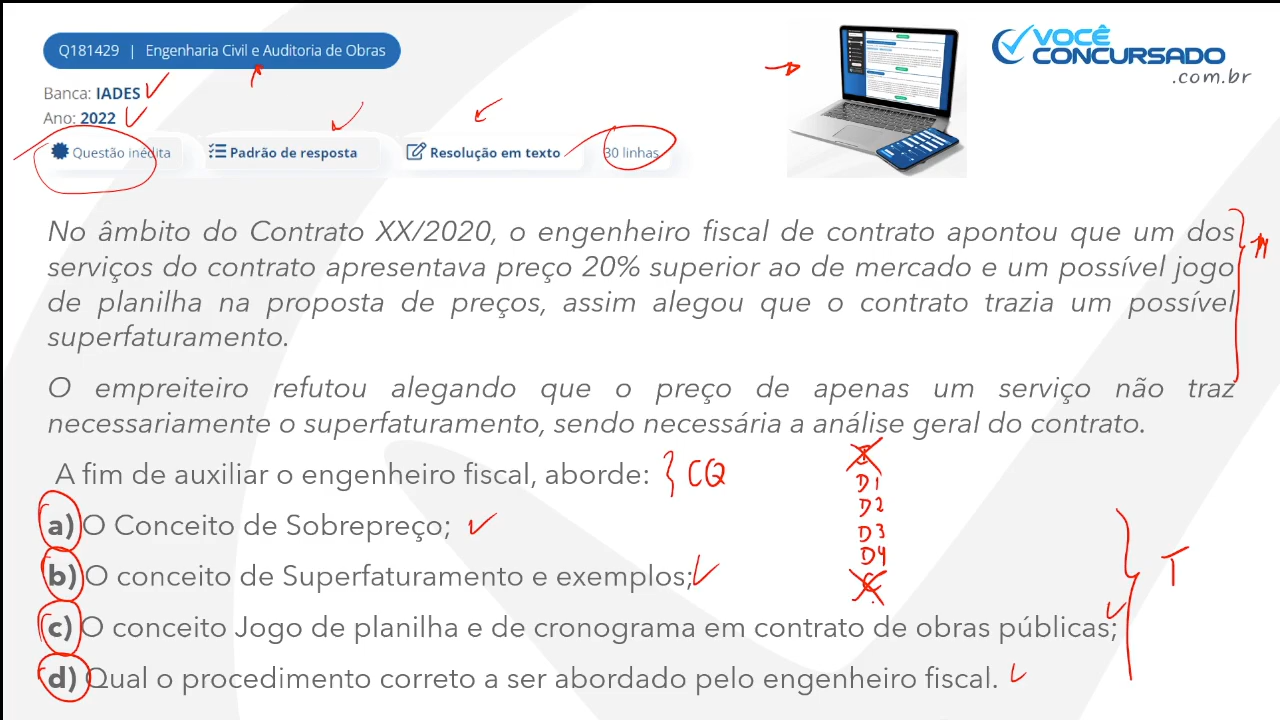 Q181429 | Engenharia Civil e Auditoria de Obras
VOCÊ
CONCURSADO
.com.br
Banca: IADES
Ano: 2022
Questão inédita
Padrão de resposta
Resolução em texto
30 linhas
No âmbito do Contrato XX/2020, o engenheiro fiscal de contrato apontou que um dos
serviços do contrato apresentava preço 20% superior ao de mercado e um possível jogo
de planilha na proposta de preços, assim alegou que o contrato trazia um possível
superfaturamento.
O empreiteiro refutou alegando que o preço de apenas um serviço não traz
necessariamente o superfaturamento, sendo necessária a análise geral do contrato.
A fim de auxiliar o engenheiro fiscal, aborde: CQ
D1
D2
D3
D4
a) O Conceito de Sobrepreço;
b) O conceito de Superfaturamento e exemplos;
T
c) O conceito Jogo de planilha e de cronograma em contrato de obras públicas;
d) Qual o procedimento correto a ser abordado pelo engenheiro fiscal.